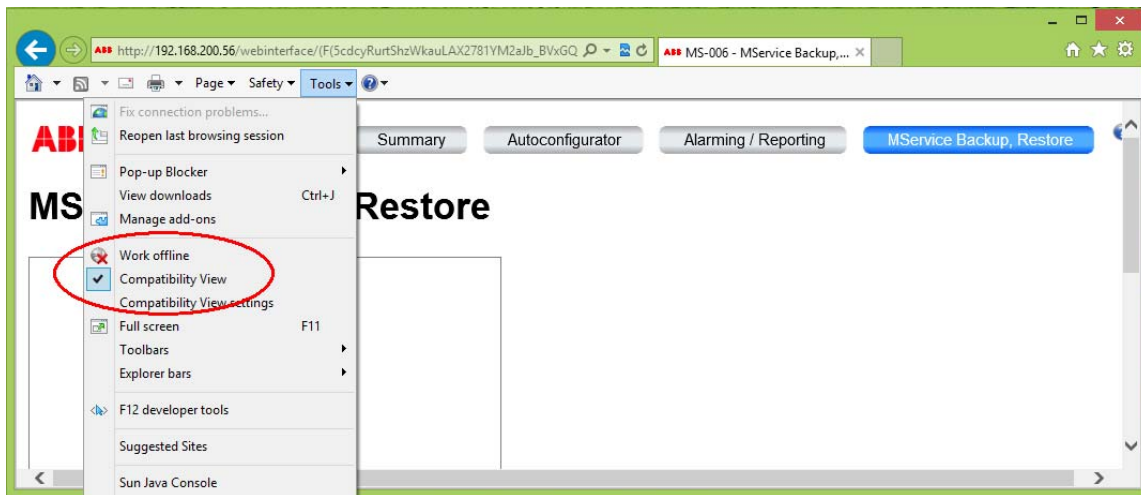 ABB http://192.168.200.56/webinterface/(F(5cdcyRurtShzWkauLAX2781YM2aJb_BVxGQ
ABB MS-006 - MService Backup,...
Page Safety Tools
Fix connection problems...
Reopen last browsing session
Pop-up Blocker
View downloads Ctrl+J
Manage add-ons
Work offline
Compatibility View
Compatibility View settings
Full screen F11
Toolbars
Explorer bars
F12 developer tools
Suggested Sites
Sun Java Console
AB
Summary Autoconfigurator Alarming / Reporting MService Backup, Restore
MS Restore